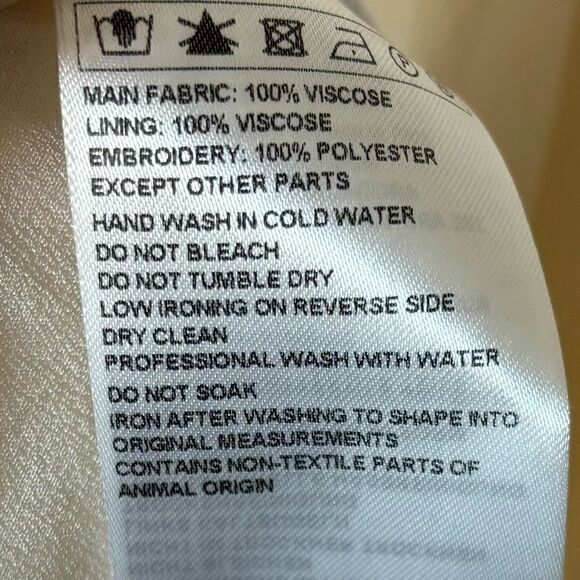 MAIN FABRIC: 100% VISCOSE
LINING: 100% VISCOSE
EMBROIDERY: 100% POLYESTER
EXCEPT OTHER PARTS
HAND WASH IN COLD WATER
DO NOT BLEACH
DO NOT TUMBLE DRY
LOW IRONING ON REVERSE SIDE
DRY CLEAN
PROFESSIONAL WASH WITH WATER
DO NOT SOAK
IRON AFTER WASHING TO SHAPE INTO
ORIGINAL MEASUREMENTS
CONTAINS NON-TEXTILE PARTS OF
ANIMAL ORIGIN